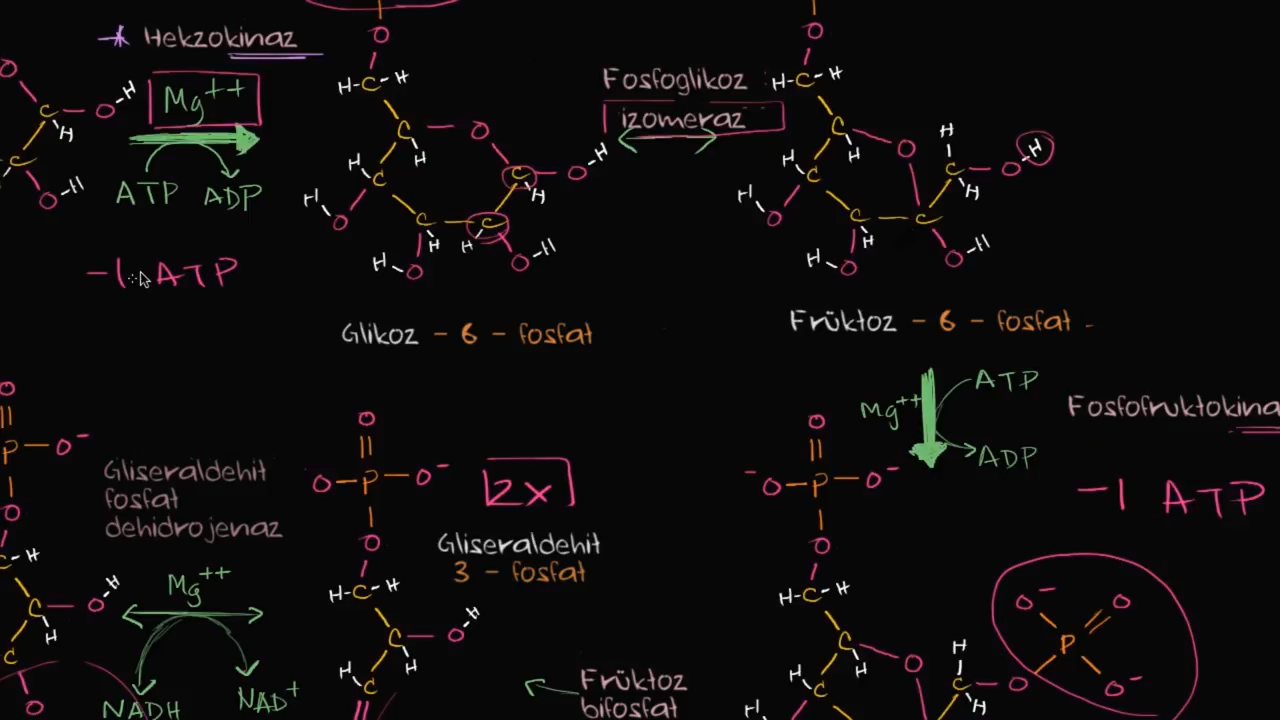 Hekzokinaz
Mg++
ATP ADP
-1 ATP
Glikoz - 6 - fosfat
Fosfoglikoz
izomeraz
Früktoz - 6 - fosfat -
Mg++
ATP
ADP
Fosfofruktokina
-1 ATP
Gliseraldehit
fosfat
dehidrojenaz
Mg++
NADH NAD+
2x
Gliseraldehit
3 - fosfat
Früktoz
bifosfat